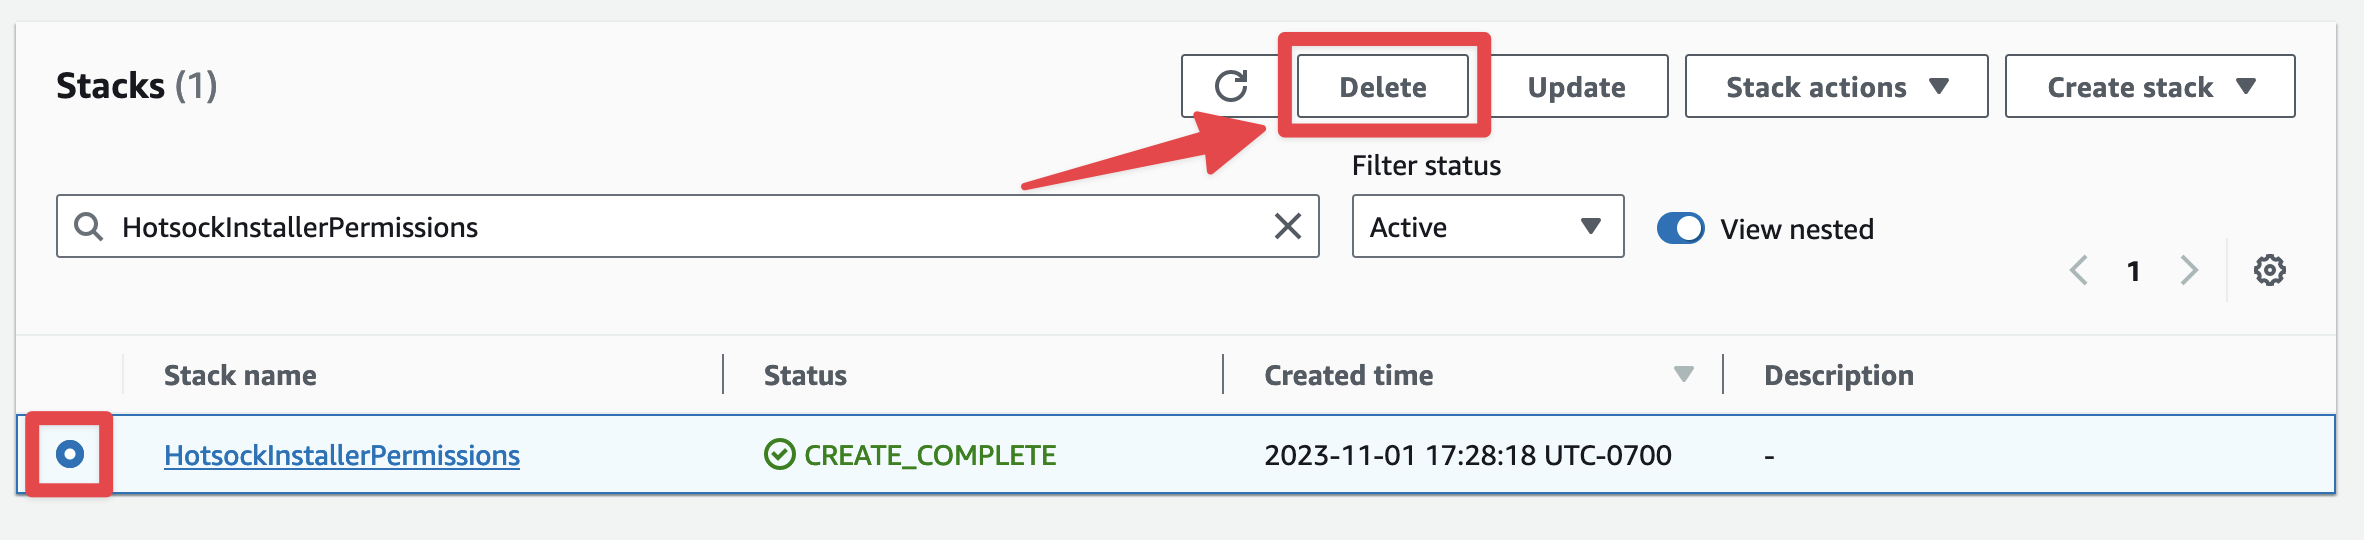 Stacks (1)
Delete
Update
Stack actions
Create stack
Filter status
HotsockInstallerPermissions
Active
View nested
1
Stack name
Status
Created time
Description
HotsockInstallerPermissions
CREATE_COMPLETE
2023-11-01 17:28:18 UTC-0700
-